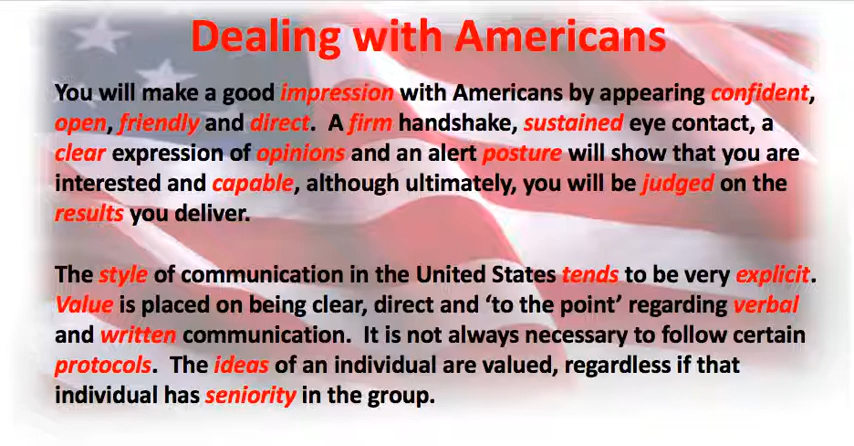 Dealing with Americans
You will make a good impression with Americans by appearing confident,
open, friendly and direct.  A firm handshake, sustained eye contact, a
clear expression of opinions and an alert posture will show that you are
interested and capable, although ultimately, you will be judged on the
results you deliver.
The style of communication in the United States tends to be very explicit.
Value is placed on being clear, direct and ‘to the point’ regarding verbal
and written communication.  It is not always necessary to follow certain
protocols.  The ideas of an individual are valued, regardless if that
individual has seniority in the group.